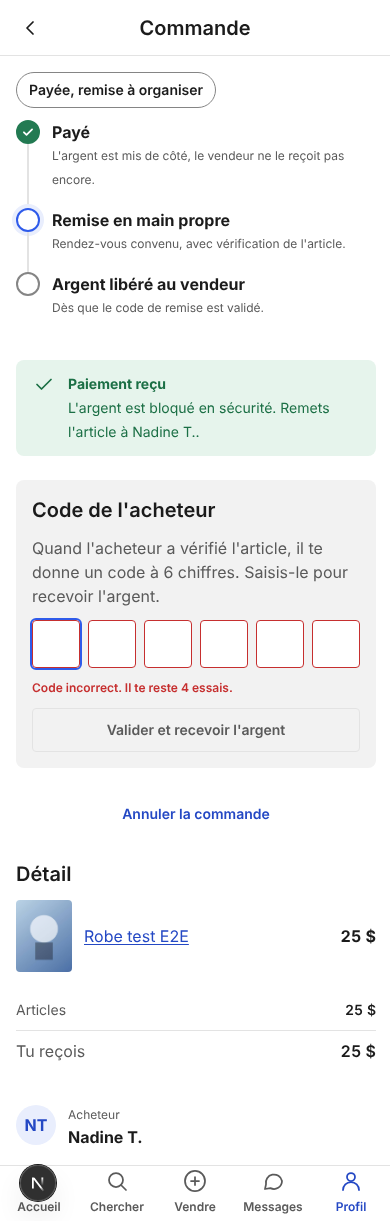 Commande
Payée, remise à organiser
Payé
L'argent est mis de côté, le vendeur ne le reçoit pas
encore.
Remise en main propre
Rendez-vous convenu, avec vérification de l'article.
Argent libéré au vendeur
Dès que le code de remise est validé.
Paiement reçu
L'argent est bloqué en sécurité. Remets
l'article à Nadine T..
Code de l'acheteur
Quand l'acheteur a vérifié l'article, il te
donne un code à 6 chiffres. Saisis-le pour
recevoir l'argent.
Code incorrect. Il te reste 4 essais.
Valider et recevoir l'argent
Annuler la commande
Détail
Robe test E2E 25 $
Articles 25 $
Tu reçois 25 $
NT
Acheteur
Nadine T.
N
Accueil Chercher Vendre Messages Profil